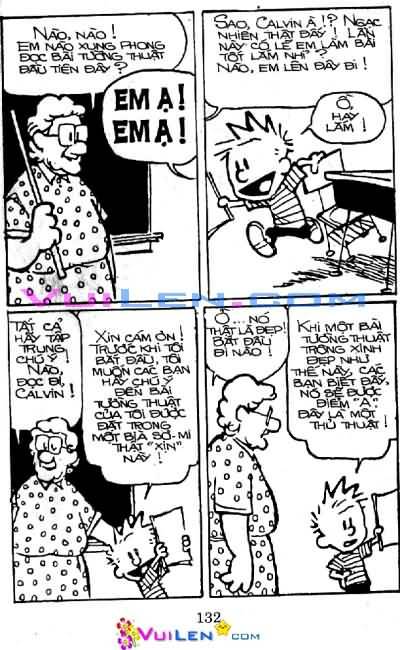 NÀO, NÀO !
EM NÀO XUNG PHONG
ĐỌC BÀI TƯỜNG THUẬT
ĐẦU TIÊN ĐÂY ?
EM Ạ!
EM Ạ!
SAO, CALVIN À !? NGẠC
NHIÊN THẬT ĐẤY ! LẦN
NÀY CÓ LẼ EM LÀM BÀI
TỐT LẮM NHỈ ?
NÀO, EM LÊN ĐÂY ĐI !
Ồ,
HAY
LẮM !
TẤT CẢ
HÃY TẬP
TRUNG
CHÚ Ý
NÀO,
ĐỌC ĐI,
CALVIN !
XIN CÁM ƠN !
TRƯỚC KHI TÔI
BẮT ĐẦU, TÔI
MUỐN CÁC BẠN
HÃY CHÚ Ý
ĐẾN BÀI
TƯỜNG THUẬT
CỦA TÔI ĐƯỢC
ĐẶT TRONG
MỘT BÌA SƠ-MI
THẬT "XỊN"
NÀY !
Ồ... NÓ
THẬT LÀ ĐẸP!
BẮT ĐẦU
ĐI NÀO !
KHI MỘT BÀI
TƯỜNG THUẬT
TRÔNG XINH
ĐẸP NHƯ
THẾ NÀY, CÁC
BẠN BIẾT ĐẤY,
NÓ SẼ ĐƯỢC
ĐIỂM "A".
ĐÂY LÀ MỘT
THỦ THUẬT !
VUILEN.COM
132
VUILEN.COM